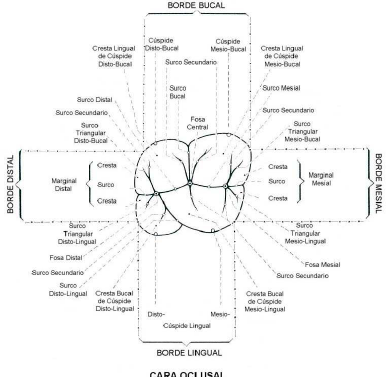 BORDE BUCAL
Cúspide
Disto-Bucal
Cúspide
Mesio-Bucal
Cresta Lingual
de Cúspide
Disto-Bucal
Cresta Lingual
de Cúspide
Mesio-Bucal
Surco Secundario
Surco
Bucal
Surco Mesial
Surco Distal
Surco Secundario
Surco Secundario
Fosa
Central
Surco
Triangular
Disto-Bucal
Surco
Triangular
Mesio-Bucal
BORDE DISTAL
Marginal
Distal
Cresta
Surco
Cresta
Cresta
Surco
Cresta
Marginal
Mesial
BORDE MESIAL
Surco
Triangular
Disto-Lingual
Surco
Triangular
Mesio-Lingual
Fosa Distal
Fosa Mesial
Surco Secundario
Surco Secundario
Surco
Disto-Lingual
Cresta Bucal
de Cúspide
Disto-Lingual
Cresta Bucal
de Cúspide
Mesio-Lingual
Disto-
Mesio-
Cúspide Lingual
BORDE LINGUAL
CARA OCLUSAL